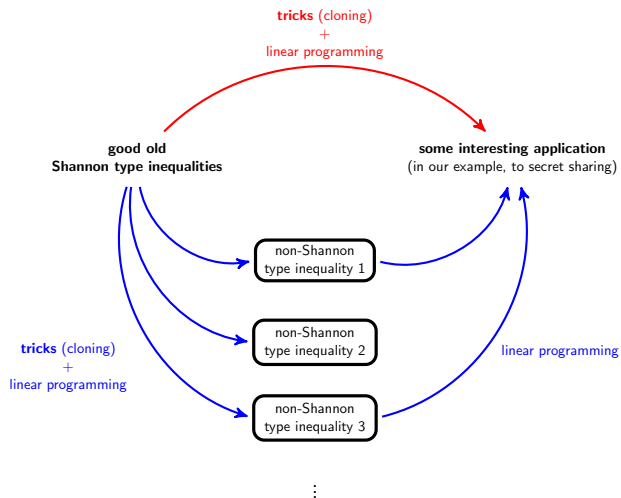 tricks (cloning)
+
linear programming
good old
Shannon type inequalities
some interesting application
(in our example, to secret sharing)
non-Shannon
type inequality 1
non-Shannon
type inequality 2
tricks (cloning)
+
linear programming
linear programming
non-Shannon
type inequality 3
⋮